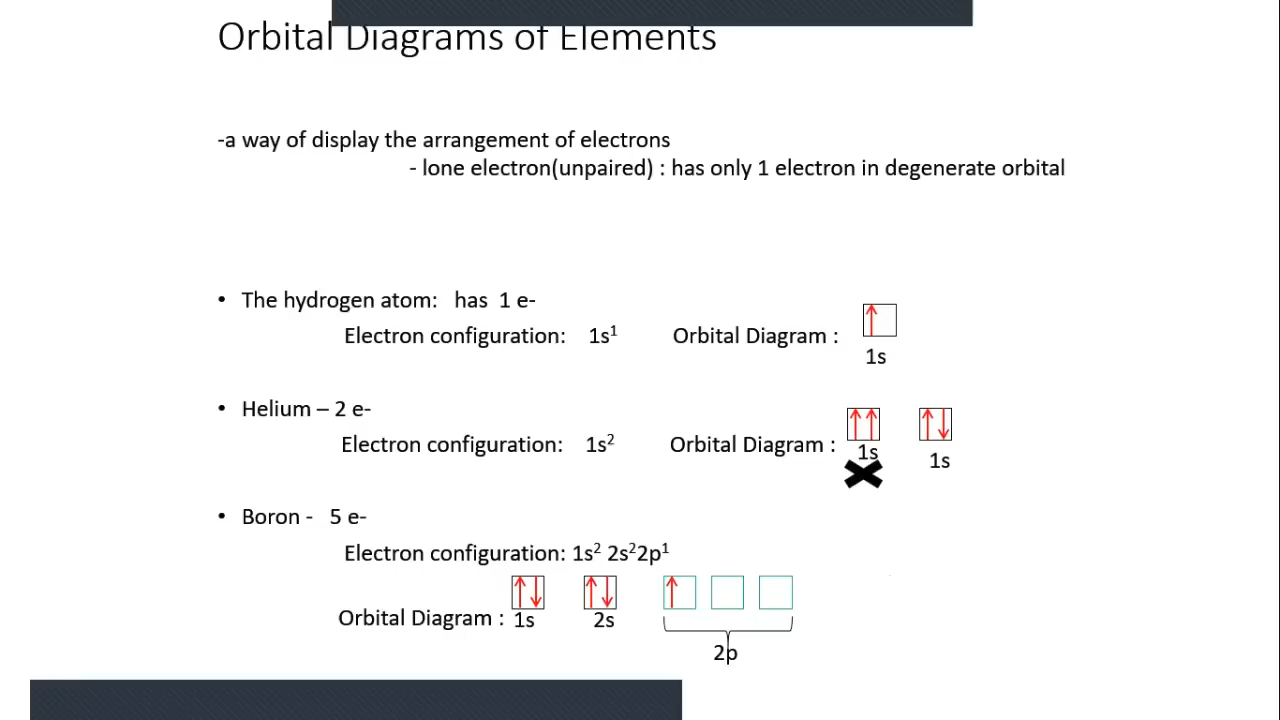 Orbital Diagrams of Elements
-a way of display the arrangement of electrons
- lone electron(unpaired) : has only 1 electron in degenerate orbital
• The hydrogen atom: has 1 e-
Electron configuration: 1s¹ Orbital Diagram :
1s
• Helium – 2 e-
Electron configuration: 1s² Orbital Diagram :
1s 1s
• Boron - 5 e-
Electron configuration: 1s² 2s²2p¹
Orbital Diagram : 1s 2s
2p